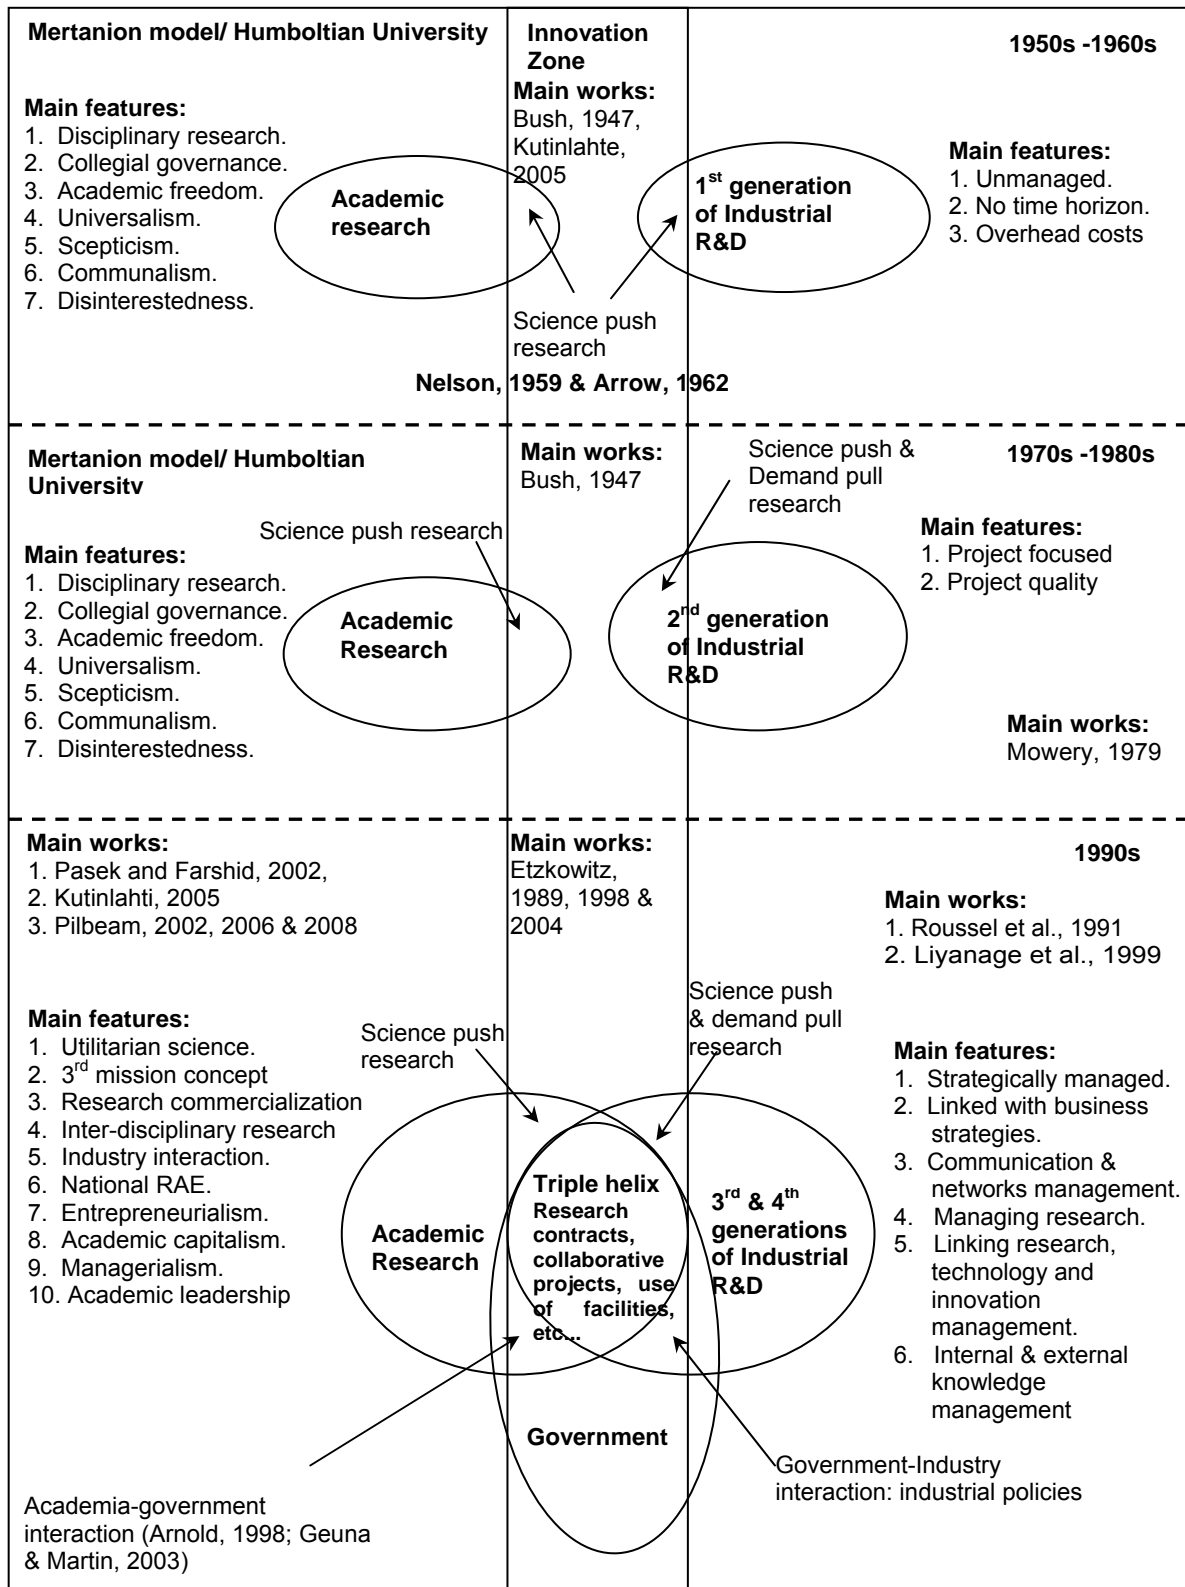 Mertanion model/ Humboltian University
Innovation
Zone
1950s -1960s
Main works:
Bush, 1947,
Kutinlahte,
2005
Main features:
1. Disciplinary research.
2. Collegial governance.
3. Academic freedom.
4. Universalism.
5. Scepticism.
6. Communalism.
7. Disinterestedness.
Academic
research
1st generation
of Industrial
R&D
Main features:
1. Unmanaged.
2. No time horizon.
3. Overhead costs
Science push
research
Nelson, 1959 & Arrow, 1962
Mertanion model/ Humboltian
University
Main works:
Bush, 1947
Science push &
Demand pull
research
1970s -1980s
Science push research
Main features:
1. Disciplinary research.
2. Collegial governance.
3. Academic freedom.
4. Universalism.
5. Scepticism.
6. Communalism.
7. Disinterestedness.
Academic
Research
2nd generation
of Industrial
R&D
Main features:
1. Project focused
2. Project quality
Main works:
Mowery, 1979
Main works:
1. Pasek and Farshid, 2002,
2. Kutinlahti, 2005
3. Pilbeam, 2002, 2006 & 2008
Main works:
Etzkowitz,
1989, 1998 &
2004
1990s
Main works:
1. Roussel et al., 1991
2. Liyanage et al., 1999
Main features:
1. Utilitarian science.
2. 3rd mission concept
3. Research commercialization
4. Inter-disciplinary research
5. Industry interaction.
6. National RAE.
7. Entrepreneurialism.
8. Academic capitalism.
9. Managerialism.
10. Academic leadership
Science push
research
Science push
& demand pull
research
Main features:
1. Strategically managed.
2. Linked with business
strategies.
3. Communication &
networks management.
4. Managing research.
5. Linking research,
technology and
innovation
management.
6. Internal & external
knowledge
management
Academic
Research
Triple helix
Research
contracts,
collaborative
projects, use
of facilities,
etc...
3rd & 4th
generations
of Industrial
R&D
Government
Academia-government
interaction (Arnold, 1998; Geuna
& Martin, 2003)
Government-Industry
interaction: industrial policies